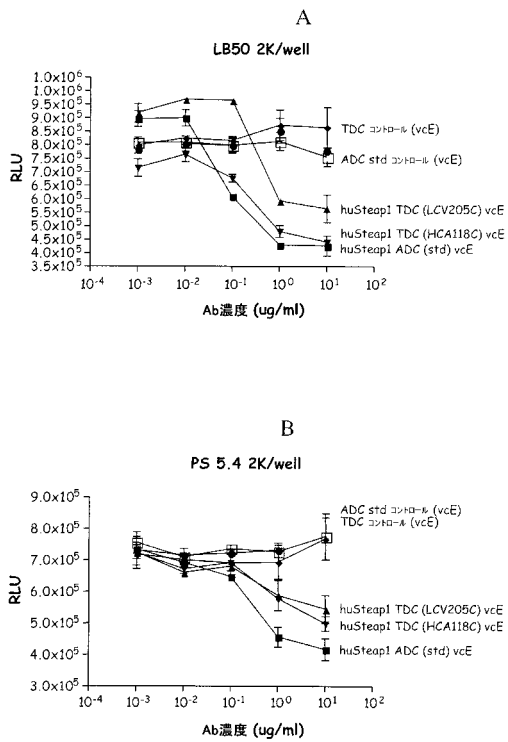 A
LB50 2K/well
1.0x10⁶
9.5x10⁵
9.0x10⁵
8.5x10⁵
8.0x10⁵
7.5x10⁵
7.0x10⁵
6.5x10⁵
6.0x10⁵
5.5x10⁵
5.0x10⁵
4.5x10⁵
4.0x10⁵
3.5x10⁵
RLU
TDC コントロール (vcE)
ADC std コントロール (vcE)
huSteap1 TDC (LCV205C) vcE
huSteap1 TDC (HCA118C) vcE
huSteap1 ADC (std) vcE
10⁻⁴ 10⁻³ 10⁻² 10⁻¹ 10⁰ 10¹ 10²
Ab濃度 (ug/ml)
B
PS 5.4 2K/well
9.0x10⁵
8.0x10⁵
7.0x10⁵
6.0x10⁵
5.0x10⁵
4.0x10⁵
3.0x10⁵
RLU
ADC std コントロール (vcE)
TDC コントロール (vcE)
huSteap1 TDC (LCV205C) vcE
huSteap1 TDC (HCA118C) vcE
huSteap1 ADC (std) vcE
10⁻⁴ 10⁻³ 10⁻² 10⁻¹ 10⁰ 10¹ 10²
Ab濃度 (ug/ml)